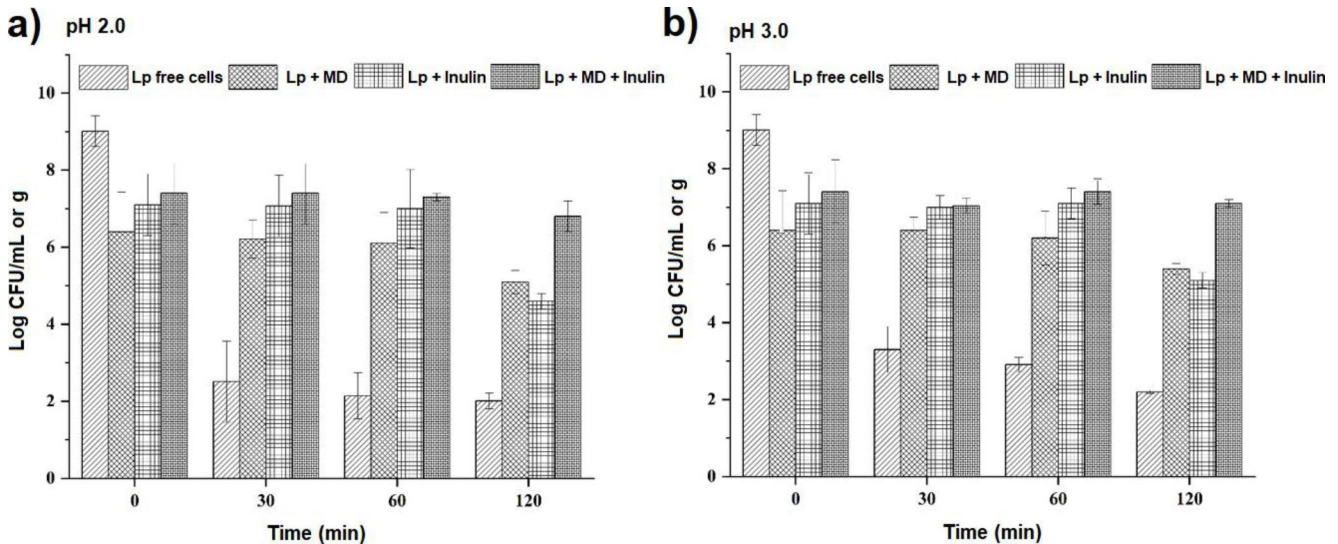 a) pH 2.0
Lp free cells Lp + MD Lp + Inulin Lp + MD + Inulin
10
8
6
4
2
0
Log CFU/mL or g
0 30 60 120
Time (min)
b) pH 3.0
Lp free cells Lp + MD Lp + Inulin Lp + MD + Inulin
10
8
6
4
2
0
Log CFU/mL or g
0 30 60 120
Time (min)